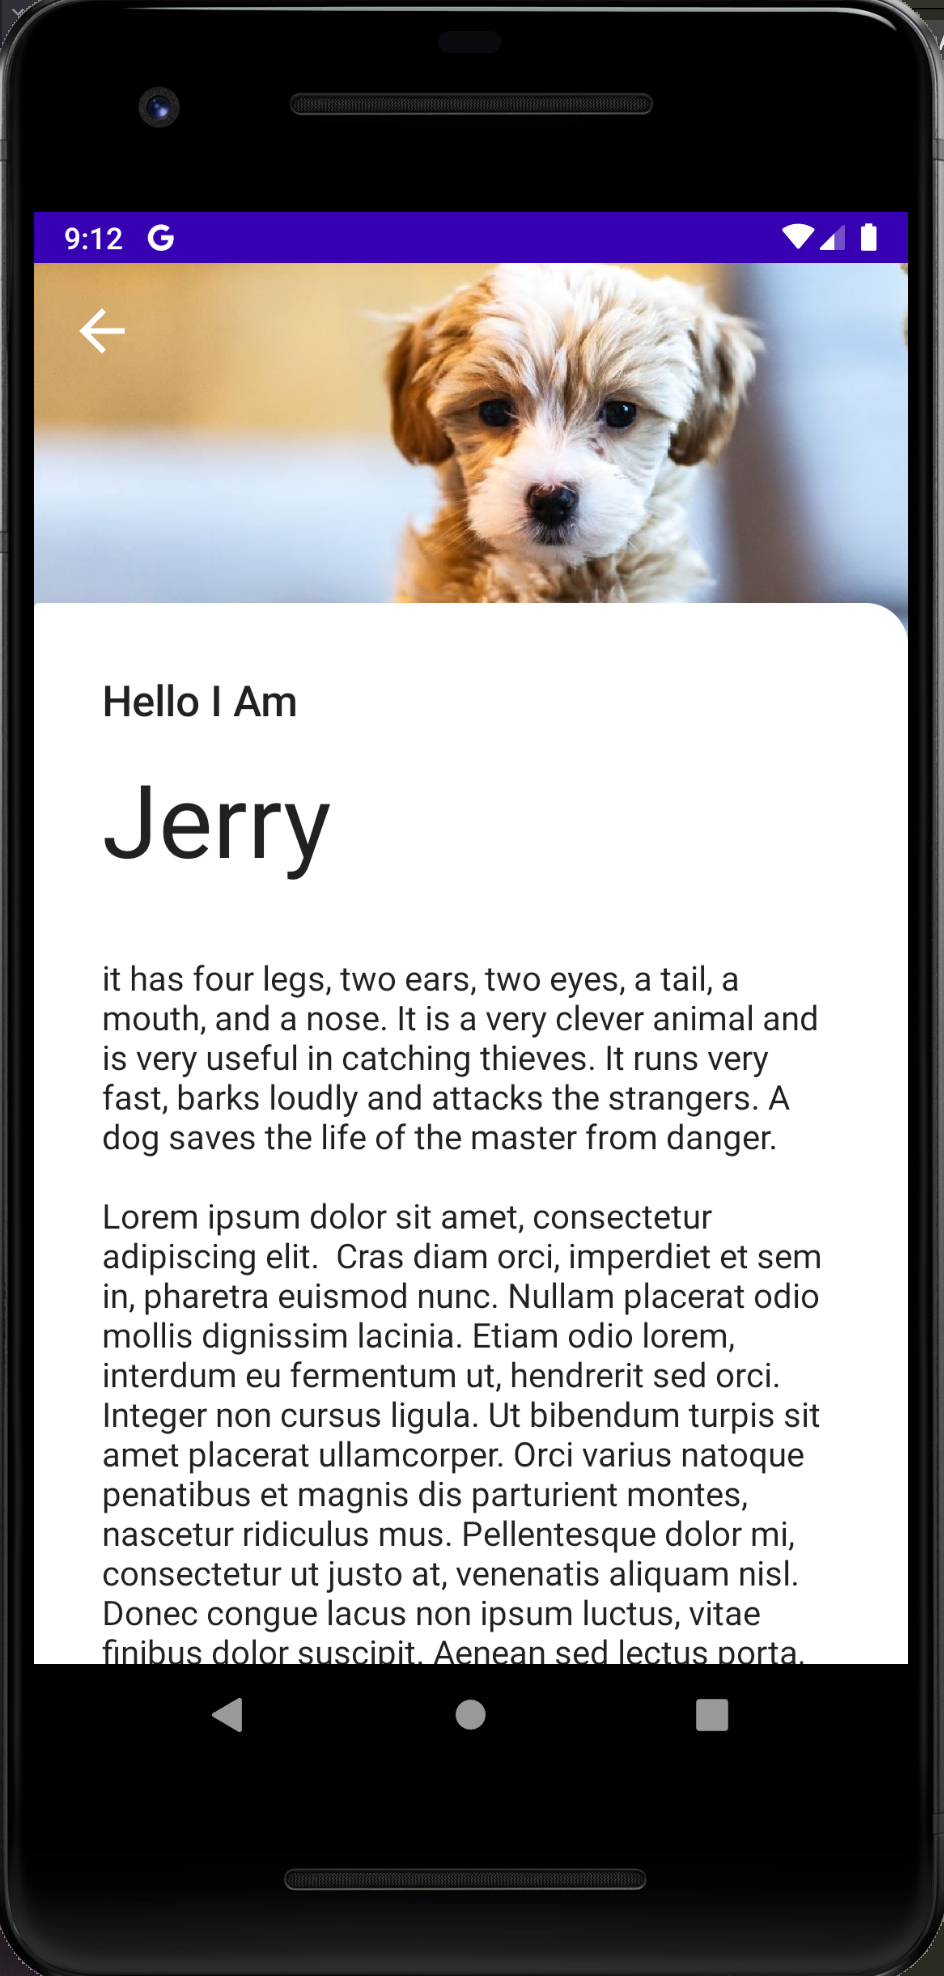 9:12 G
Hello I Am
Jerry
it has four legs, two ears, two eyes, a tail, a
mouth, and a nose. It is a very clever animal and
is very useful in catching thieves. It runs very
fast, barks loudly and attacks the strangers. A
dog saves the life of the master from danger.
Lorem ipsum dolor sit amet, consectetur
adipiscing elit.  Cras diam orci, imperdiet et sem
in, pharetra euismod nunc. Nullam placerat odio
mollis dignissim lacinia. Etiam odio lorem,
interdum eu fermentum ut, hendrerit sed orci.
Integer non cursus ligula. Ut bibendum turpis sit
amet placerat ullamcorper. Orci varius natoque
penatibus et magnis dis parturient montes,
nascetur ridiculus mus. Pellentesque dolor mi,
consectetur ut justo at, venenatis aliquam nisl.
Donec congue lacus non ipsum luctus, vitae
finibus dolor suscipit. Aenean sed lectus porta,